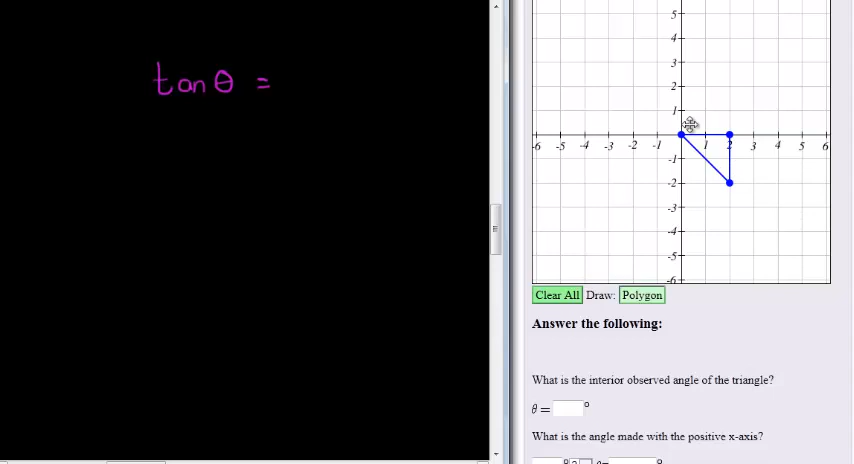 tanθ =
5
4
3
2
1
-6 -5 -4 -3 -2 -1 1 2 3 4 5 6
-1
-2
-3
-4
-5
-6
Clear All Draw: Polygon
Answer the following:
What is the interior observed angle of the triangle?
θ = °
What is the angle made with the positive x-axis?